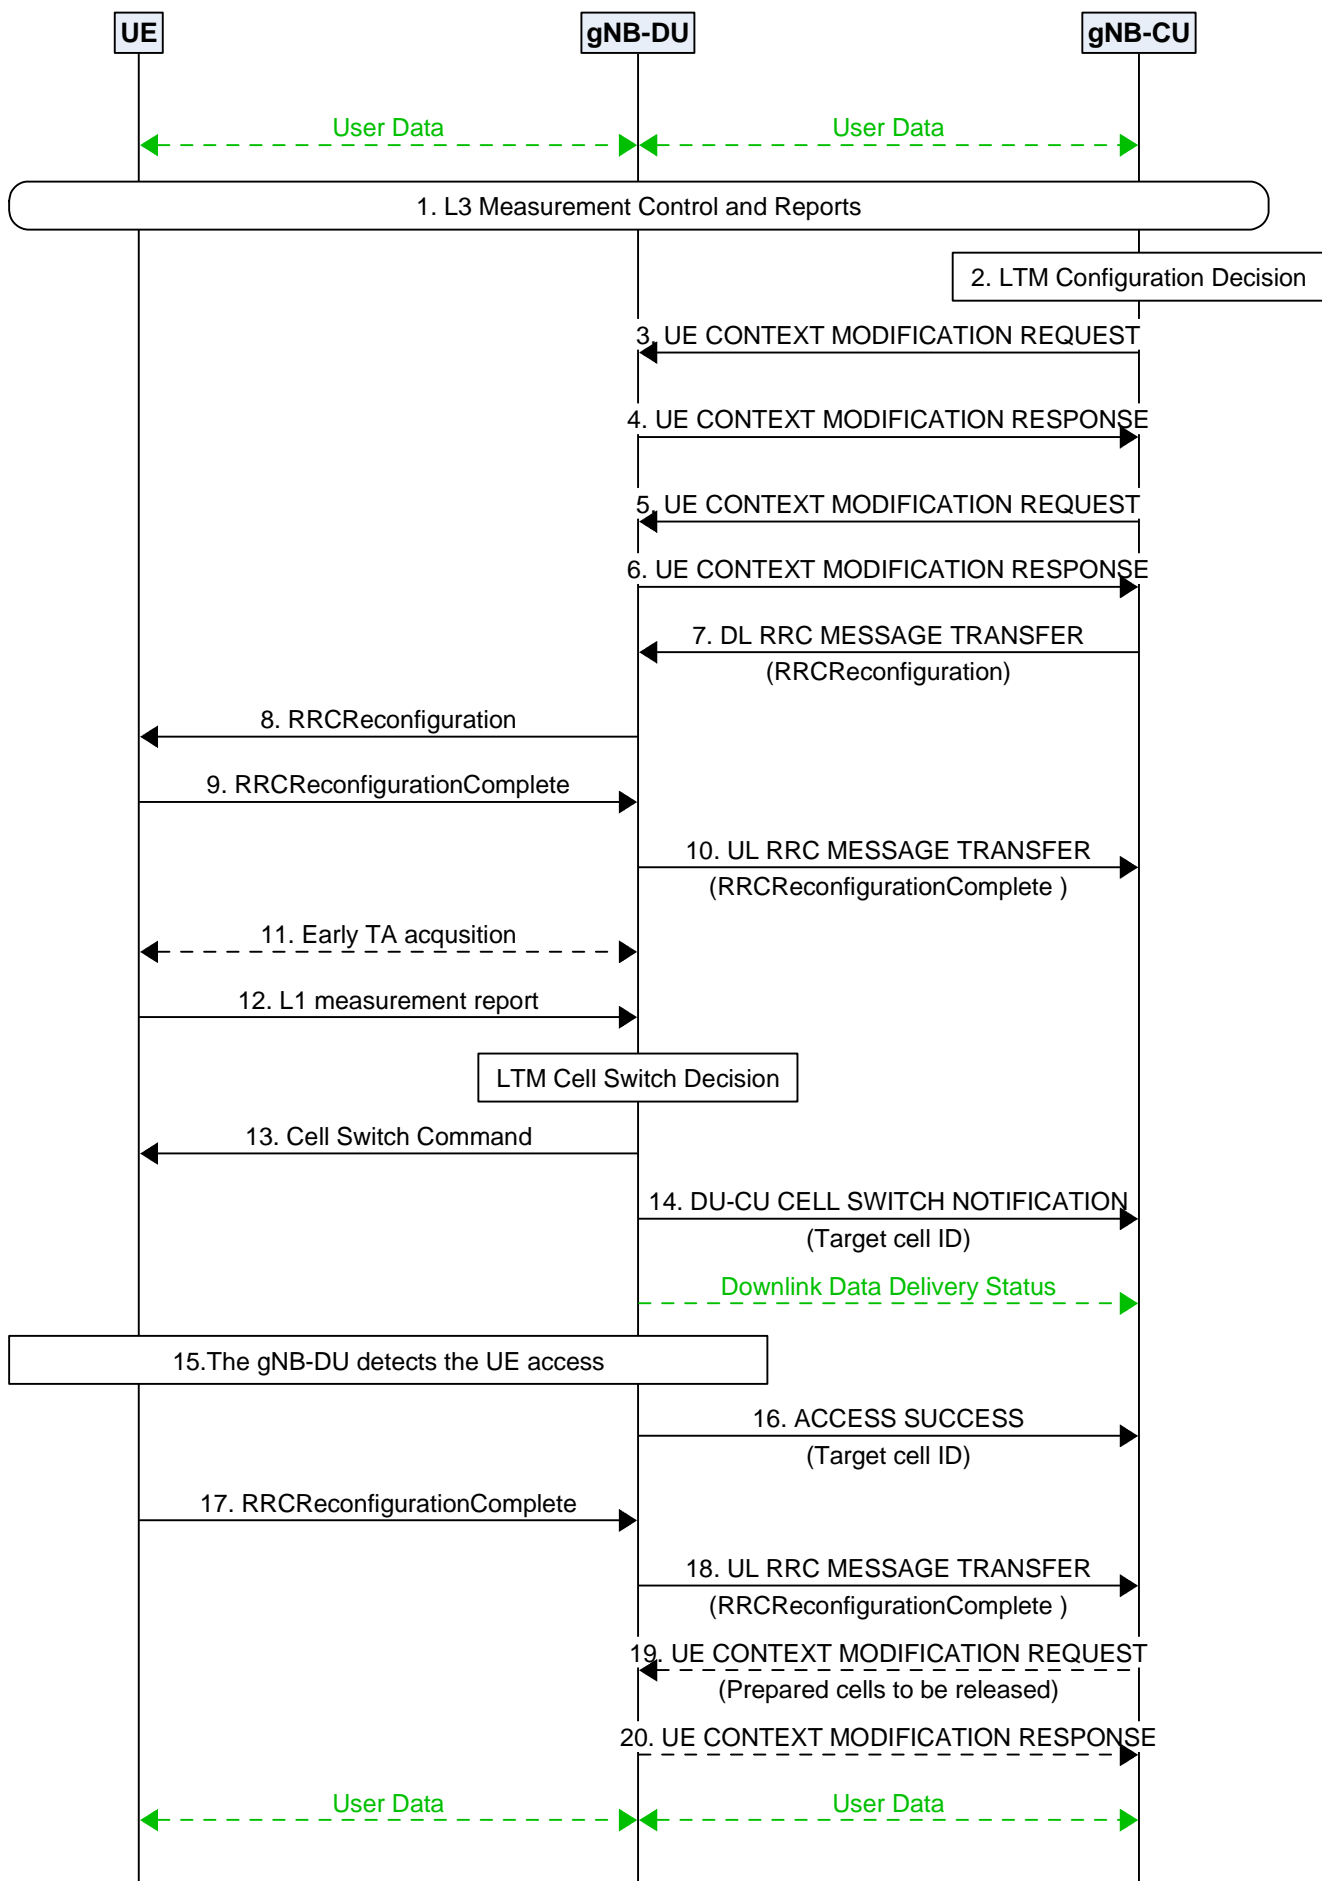 UE
gNB-DU
gNB-CU
User Data
User Data
1. L3 Measurement Control and Reports
2. LTM Configuration Decision
3. UE CONTEXT MODIFICATION REQUEST
4. UE CONTEXT MODIFICATION RESPONSE
5. UE CONTEXT MODIFICATION REQUEST
6. UE CONTEXT MODIFICATION RESPONSE
7. DL RRC MESSAGE TRANSFER
(RRCReconfiguration)
8. RRCReconfiguration
9. RRCReconfigurationComplete
10. UL RRC MESSAGE TRANSFER
(RRCReconfigurationComplete )
11. Early TA acqusition
12. L1 measurement report
LTM Cell Switch Decision
13. Cell Switch Command
14. DU-CU CELL SWITCH NOTIFICATION
(Target cell ID)
Downlink Data Delivery Status
15.The gNB-DU detects the UE access
16. ACCESS SUCCESS
(Target cell ID)
17. RRCReconfigurationComplete
18. UL RRC MESSAGE TRANSFER
(RRCReconfigurationComplete )
19. UE CONTEXT MODIFICATION REQUEST
(Prepared cells to be released)
20. UE CONTEXT MODIFICATION RESPONSE
User Data
User Data